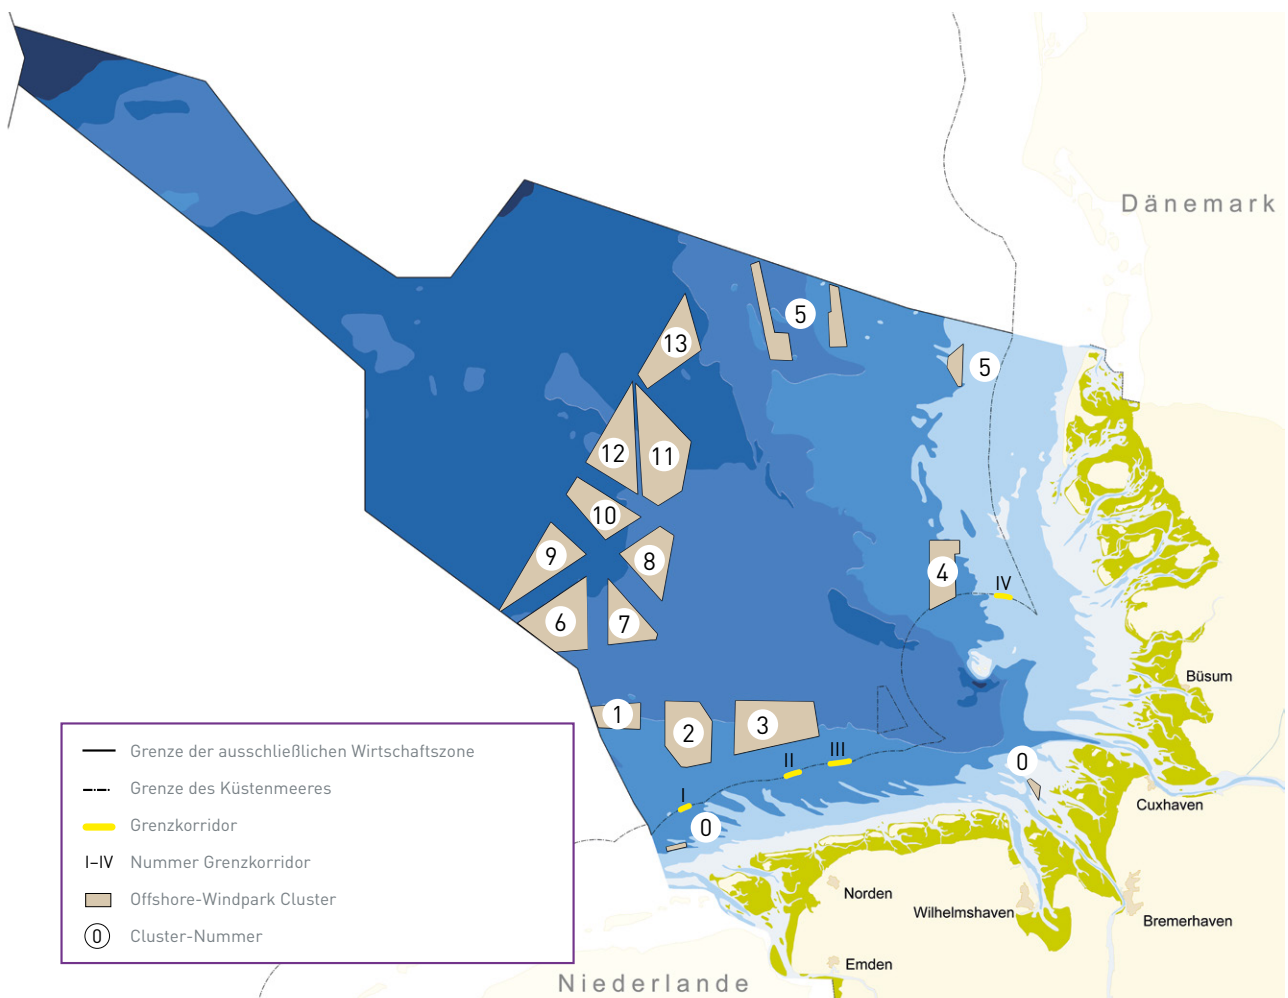 Dänemark
5
13
5
12
11
10
9
8
4
IV
6
7
Büsum
1
2
3
II
III
0
I
Cuxhaven
0
Norden
Wilhelmshaven
Bremerhaven
Emden
Niederlande
Grenze der ausschließlichen Wirtschaftszone
Grenze des Küstenmeeres
Grenzkorridor
I–IV Nummer Grenzkorridor
Offshore-Windpark Cluster
0 Cluster-Nummer